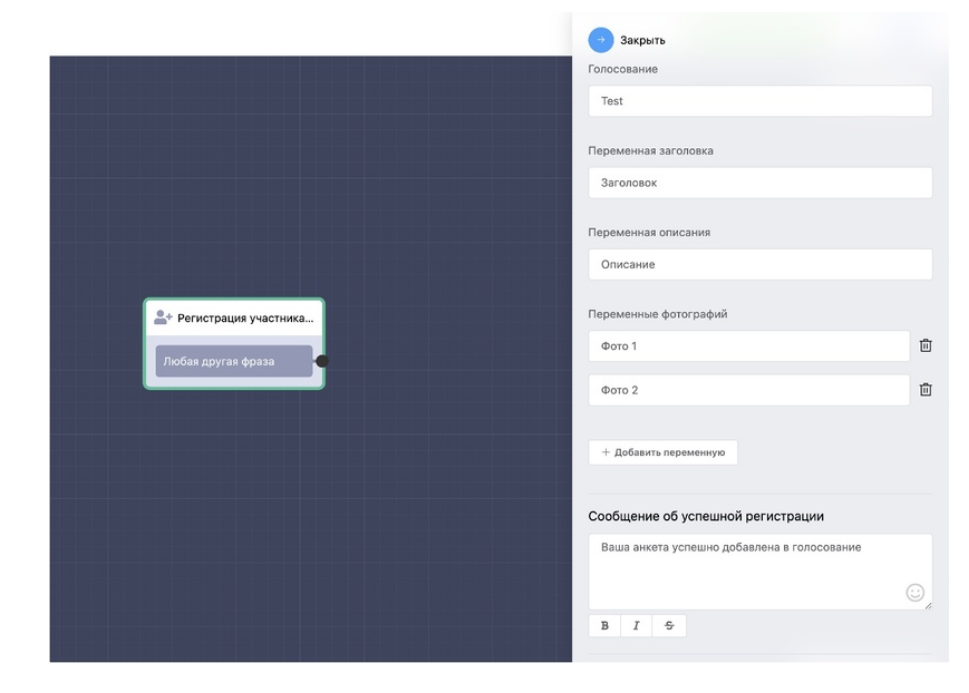 Закрыть
Голосование
Test
Переменная заголовка
Заголовок
Переменная описания
Описание
Переменные фотографий
Фото 1
Фото 2
+ Добавить переменную
Сообщение об успешной регистрации
Ваша анкета успешно добавлена в голосование
B I S
Регистрация участника...
Любая другая фраза